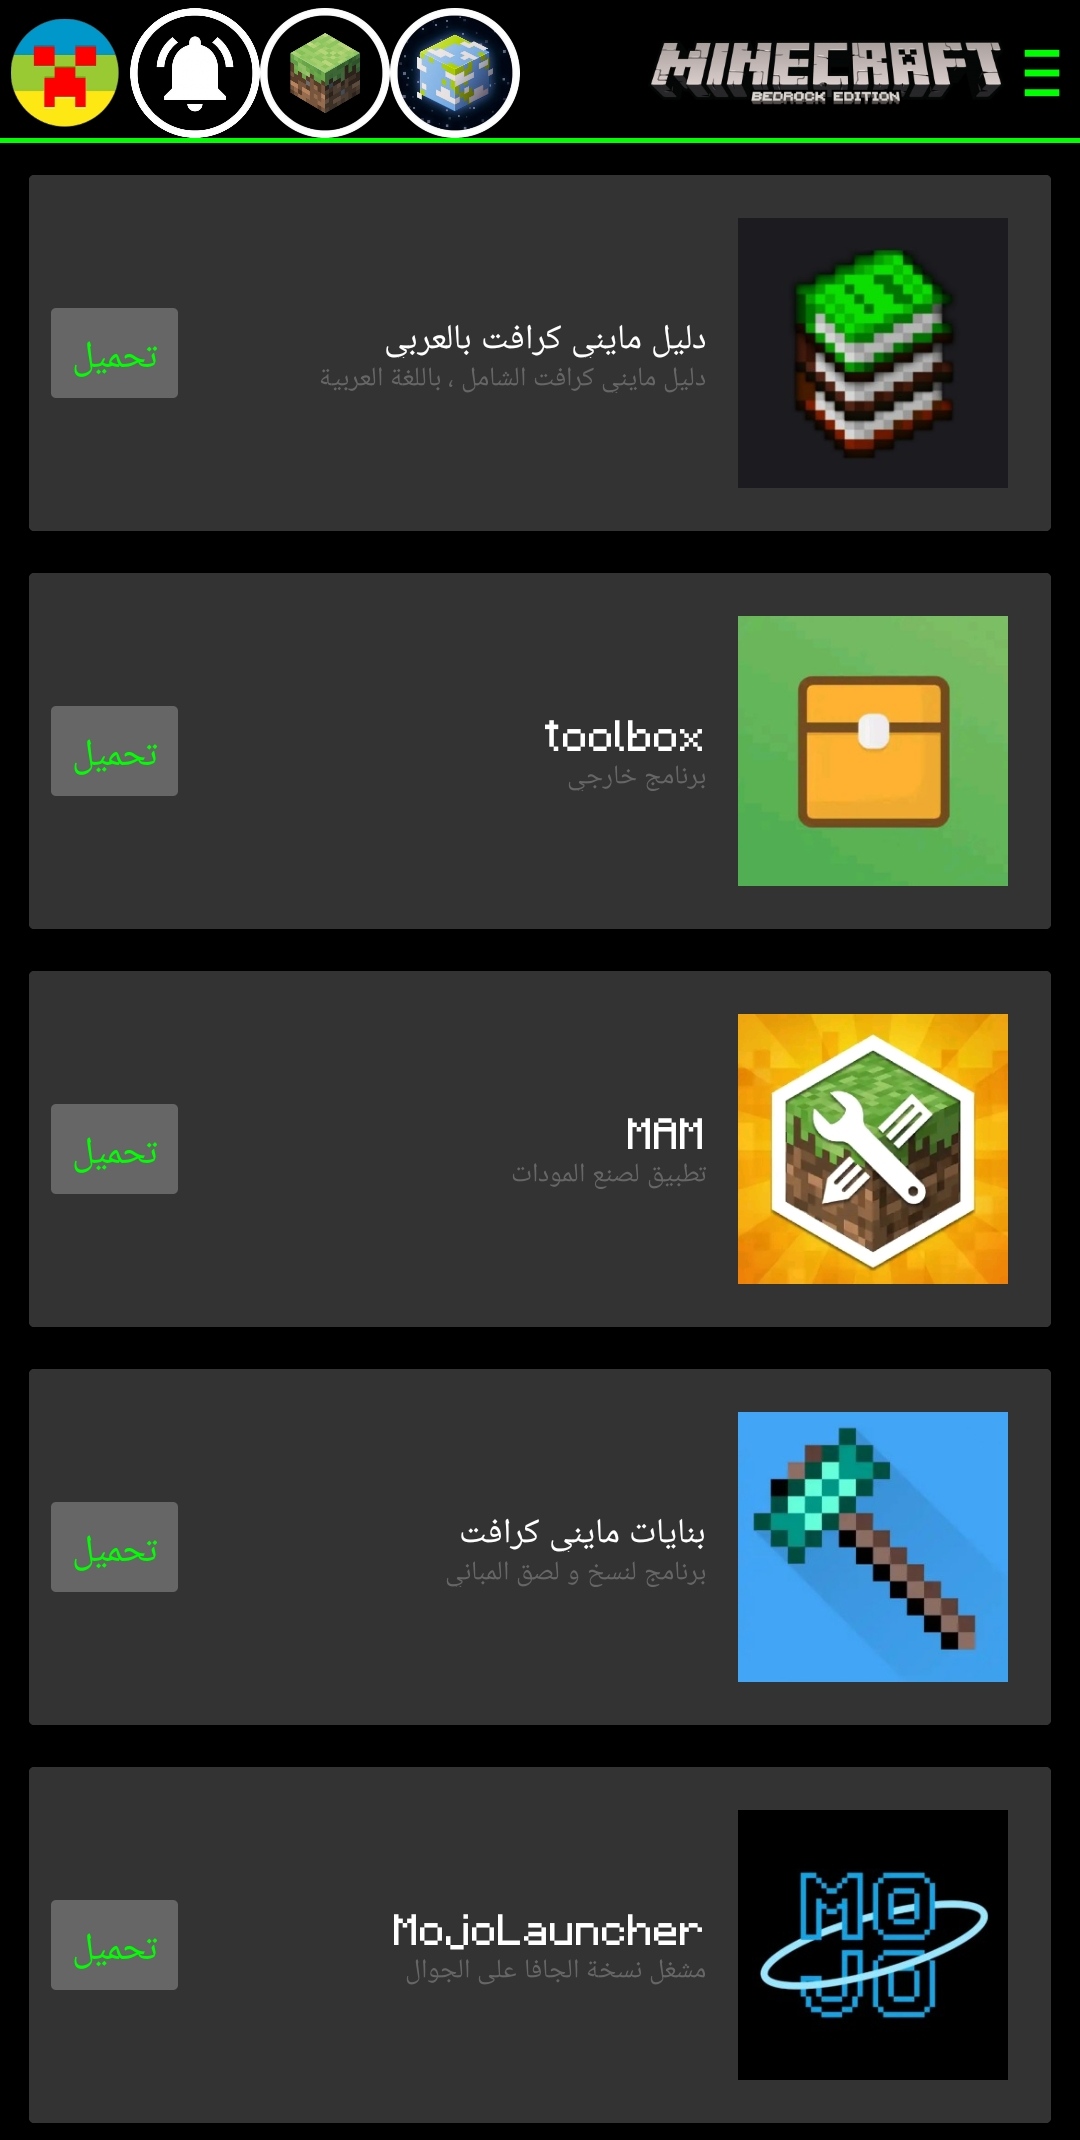 MINECRAFT
BEDROCK EDITION
دليل ماينى كرافت بالعربى
دليل ماينى كرافت الشامل ، باللغة العربية
تحميل
toolbox
برنامج خارجى
تحميل
MAM
تطبيق لصنع المودات
تحميل
بنايات ماينى كرافت
برنامج لنسخ و لصق المبانى
تحميل
MojoLauncher
مشغل نسخة الجافا على الجوال
تحميل
MO
JO